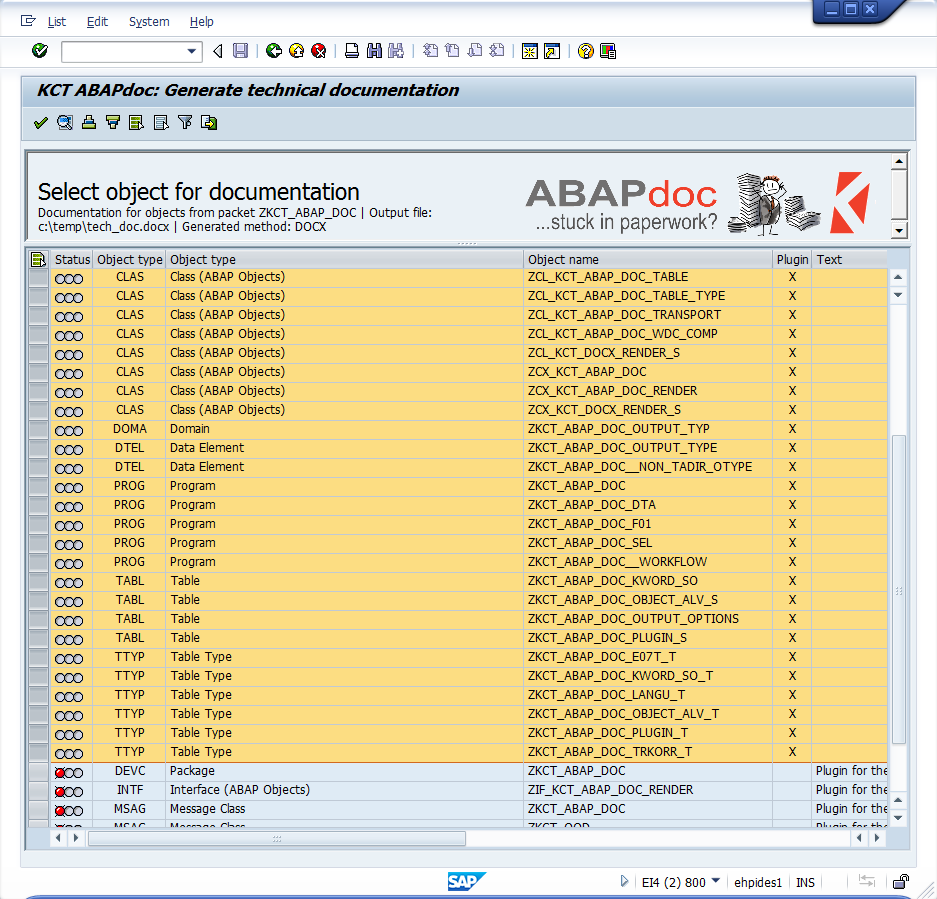 List Edit System Help
KCT ABAPdoc: Generate technical documentation
Select object for documentation
Documentation for objects from packet ZKCT_ABAP_DOC | Output file:
c:\temp\tech_doc.docx | Generated method: DOCX
ABAPdoc
...stuck in paperwork?
Status Object type Object type Object name Plugin Text
CLAS Class (ABAP Objects) ZCL_KCT_ABAP_DOC_TABLE X
CLAS Class (ABAP Objects) ZCL_KCT_ABAP_DOC_TABLE_TYPE X
CLAS Class (ABAP Objects) ZCL_KCT_ABAP_DOC_TRANSPORT X
CLAS Class (ABAP Objects) ZCL_KCT_ABAP_DOC_WDC_COMP X
CLAS Class (ABAP Objects) ZCL_KCT_DOCX_RENDER_S X
CLAS Class (ABAP Objects) ZCX_KCT_ABAP_DOC X
CLAS Class (ABAP Objects) ZCX_KCT_ABAP_DOC_RENDER X
CLAS Class (ABAP Objects) ZCX_KCT_DOCX_RENDER_S X
DOMA Domain ZKCT_ABAP_DOC_OUTPUT_TYP X
DTEL Data Element ZKCT_ABAP_DOC_OUTPUT_TYPE X
DTEL Data Element ZKCT_ABAP_DOC__NON_TADIR_OTYPE X
PROG Program ZKCT_ABAP_DOC X
PROG Program ZKCT_ABAP_DOC_DTA X
PROG Program ZKCT_ABAP_DOC_F01 X
PROG Program ZKCT_ABAP_DOC_SEL X
PROG Program ZKCT_ABAP_DOC__WORKFLOW X
TABL Table ZKCT_ABAP_DOC_KWORD_SO X
TABL Table ZKCT_ABAP_DOC_OBJECT_ALV_S X
TABL Table ZKCT_ABAP_DOC_OUTPUT_OPTIONS X
TABL Table ZKCT_ABAP_DOC_PLUGIN_S X
TTYP Table Type ZKCT_ABAP_DOC_E07T_T X
TTYP Table Type ZKCT_ABAP_DOC_KWORD_SO_T X
TTYP Table Type ZKCT_ABAP_DOC_LANGU_T X
TTYP Table Type ZKCT_ABAP_DOC_OBJECT_ALV_T X
TTYP Table Type ZKCT_ABAP_DOC_PLUGIN_T X
TTYP Table Type ZKCT_ABAP_DOC_TRKORR_T X
DEVC Package ZKCT_ABAP_DOC Plugin for the
INTF Interface (ABAP Objects) ZIF_KCT_ABAP_DOC_RENDER Plugin for the
MSAG Message Class ZKCT_ABAP_DOC Plugin for the
MSAG Message Class Plugin for the
SAP EI4 (2) 800 ehpides1 INS